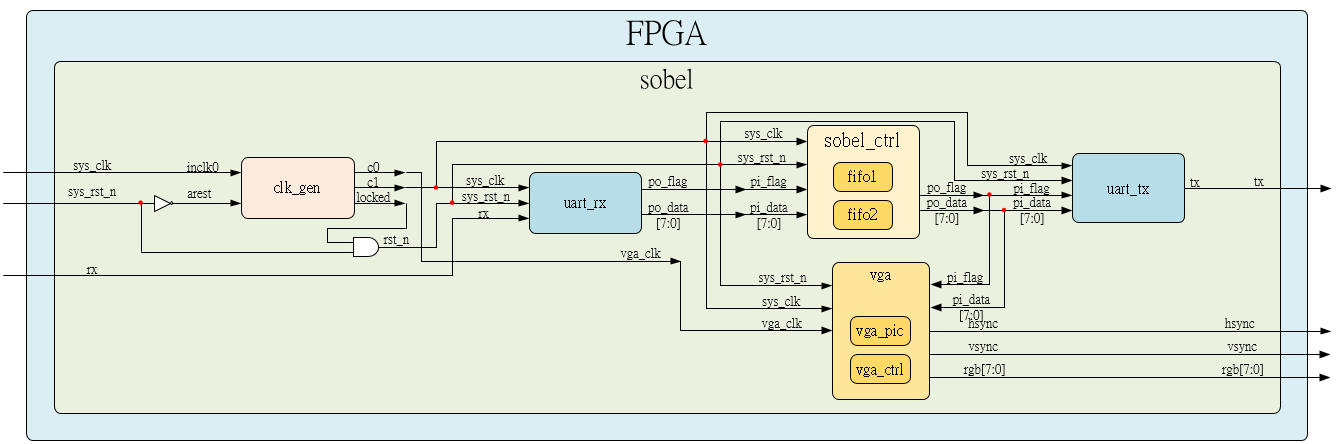 FPGA
sobel
sys_clk
inclk0
sys_rst_n
arest
clk_gen
c0
c1
locked
rst_n
rx
sys_clk
sys_rst_n
rx
uart_rx
po_flag
po_data
[7:0]
vga_clk
sys_clk
sys_rst_n
pi_flag
pi_data
[7:0]
sobel_ctrl
fifo1
fifo2
po_flag
po_data
[7:0]
sys_clk
sys_rst_n
pi_flag
pi_data
[7:0]
uart_tx
tx
tx
sys_rst_n
sys_clk
vga_clk
vga
vga_pic
vga_ctrl
pi_flag
pi_data
[7:0]
hsync
hsync
vsync
vsync
rgb[7:0]
rgb[7:0]